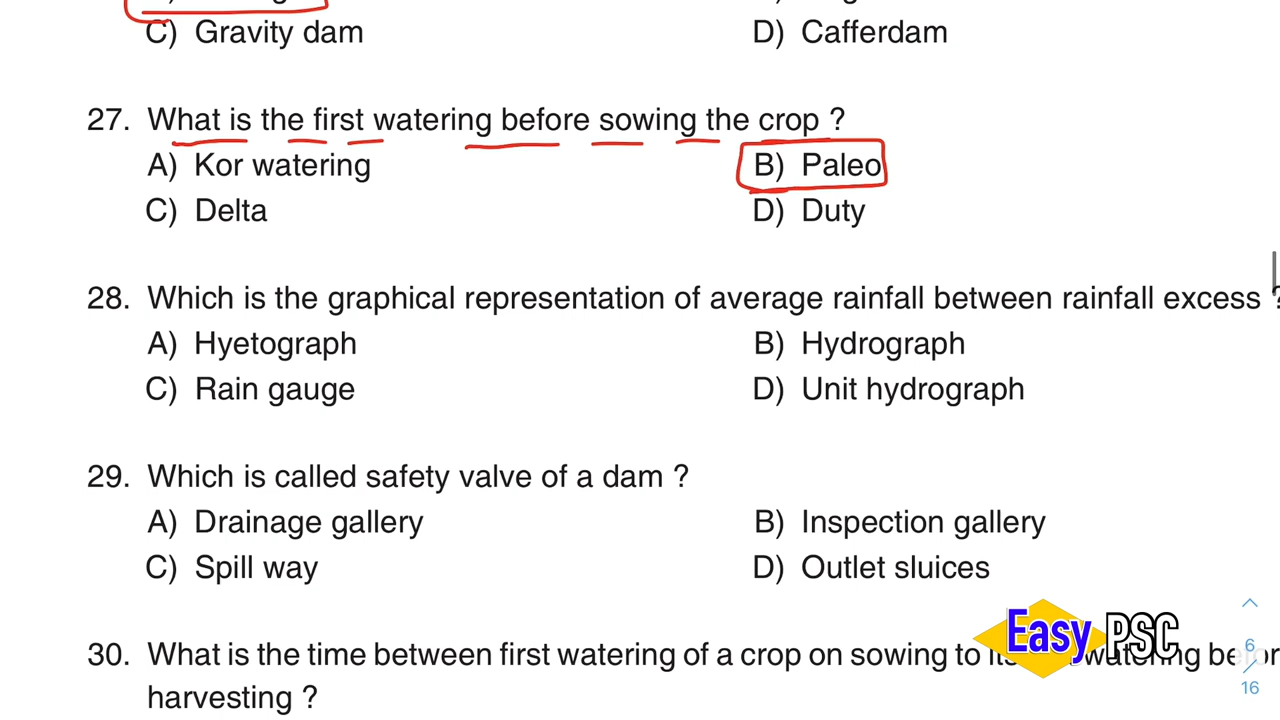 C) Gravity dam D) Cafferdam
27. What is the first watering before sowing the crop ?
A) Kor watering B) Paleo
C) Delta D) Duty
28. Which is the graphical representation of average rainfall between rainfall excess ?
A) Hyetograph B) Hydrograph
C) Rain gauge D) Unit hydrograph
29. Which is called safety valve of a dam ?
A) Drainage gallery B) Inspection gallery
C) Spill way D) Outlet sluices
Easy PSC
30. What is the time between first watering of a crop on sowing to its watering befor
harvesting ?
6
16